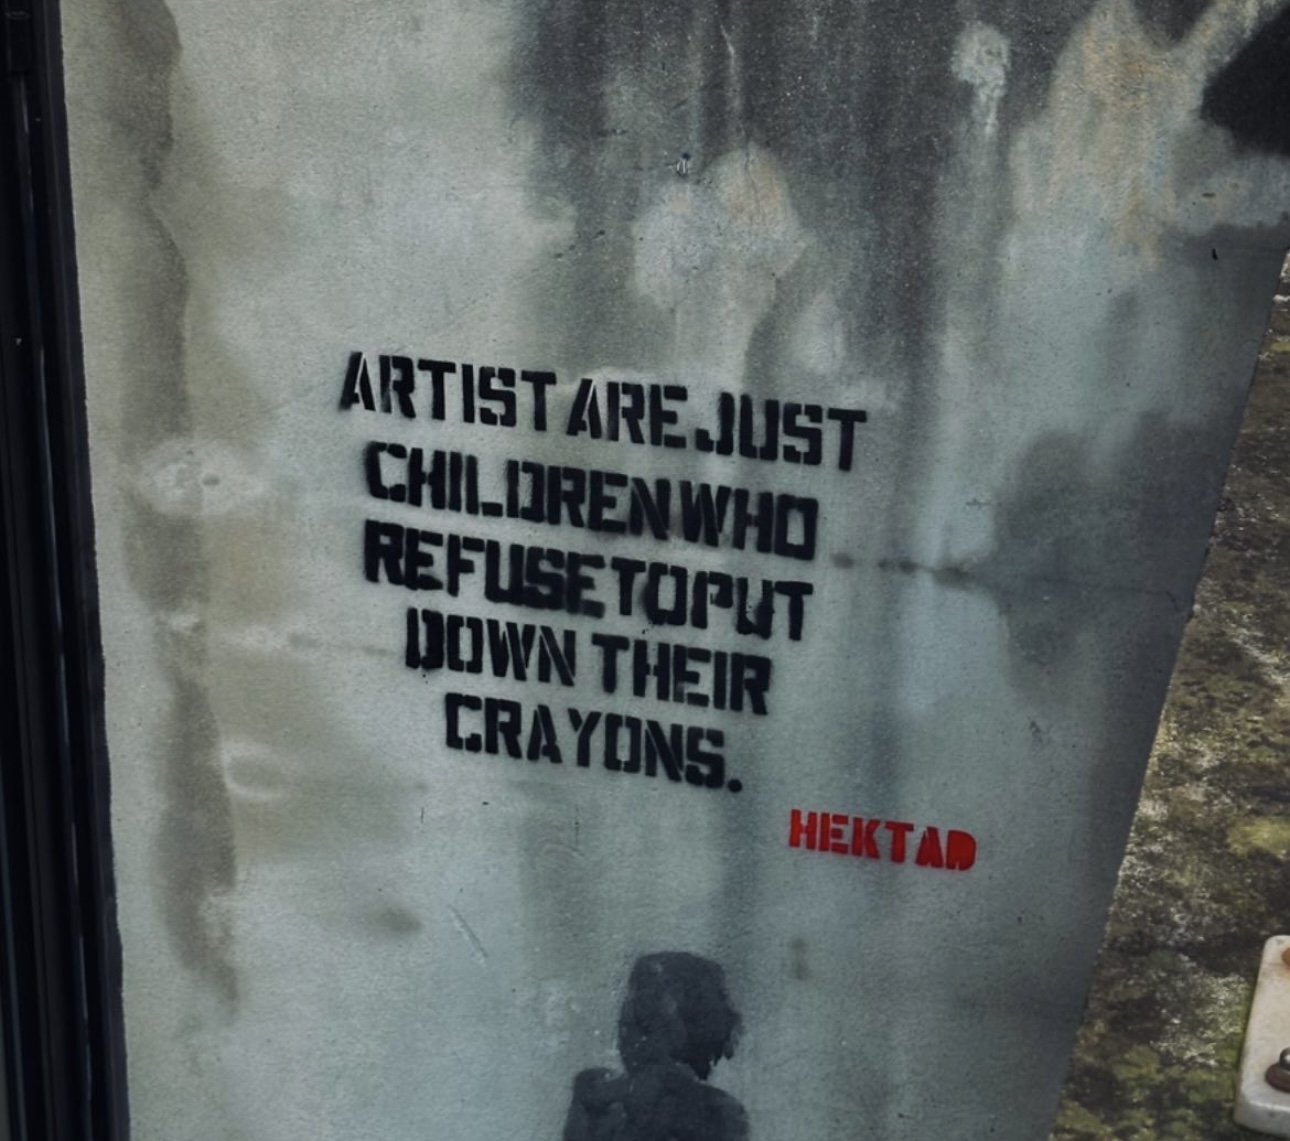 ARTIST ARE JUST
CHILDREN WHO
REFUSE TO PUT
DOWN THEIR
CRAYONS.
HEKTAD